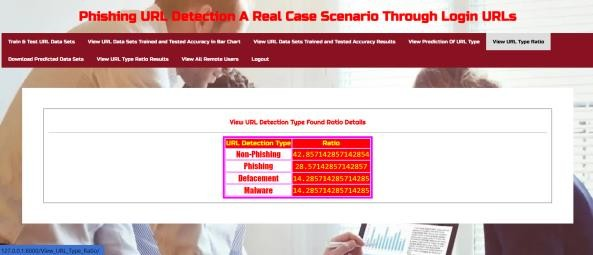 Phishing URL Detection A Real Case Scenario Through Login URLs
Train & Test URL Data Sets View URL Data Sets Trained and Tested Accuracy in Bar Chart View URL Data Sets Trained and Tested Accuracy Results View Prediction Of URL Type View URL Type Ratio
Download Predicted Data Sets View URL Type Ratio Results View All Remote Users Logout
View URL Detection Type Found Ratio Details
URL Detection Type Ratio
Non-Phishing 42.857142857142854
Phishing 28.57142857142857
Defacement 14.285714285714285
Malware 14.285714285714285
127.0.0.1:8000/View_URL_Type_Ratio/